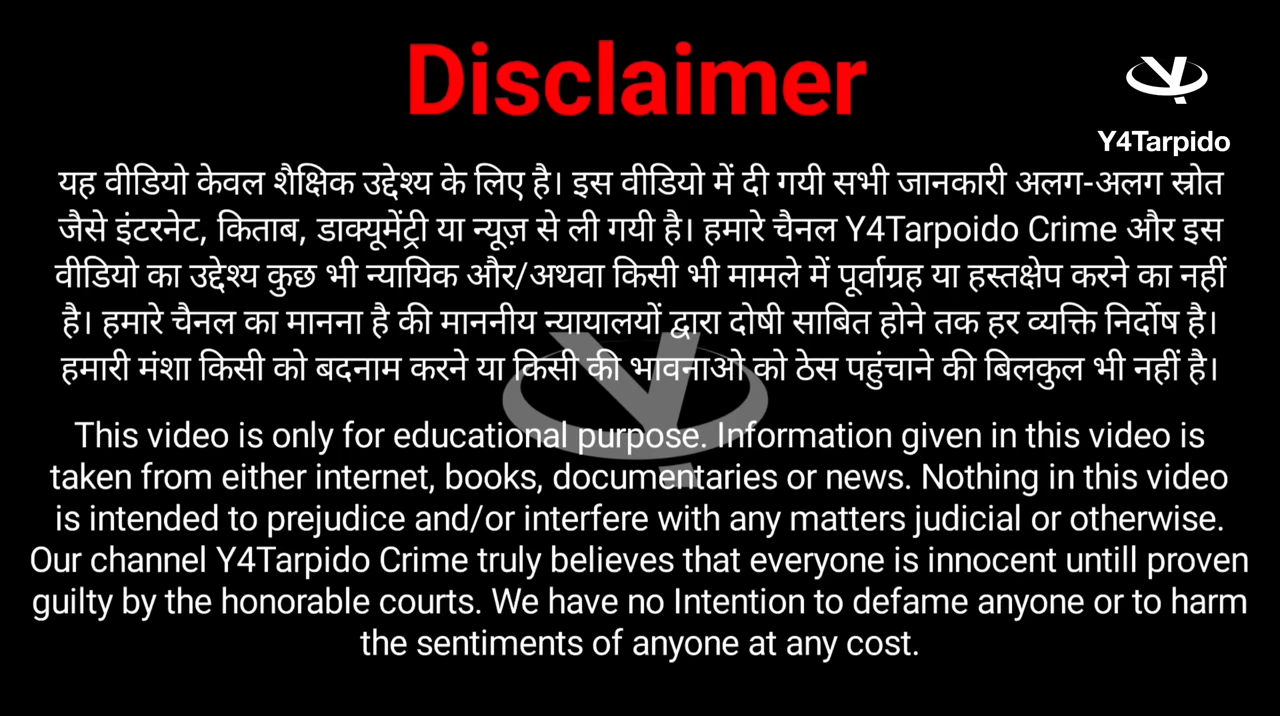 Disclaimer
Y4Tarpido
यह वीडियो केवल शैक्षिक उद्देश्य के लिए है। इस वीडियो में दी गयी सभी जानकारी अलग-अलग स्रोत
जैसे इंटरनेट, किताब, डाक्यूमेंट्री या न्यूज़ से ली गयी है। हमारे चैनल Y4Tarpoido Crime और इस
वीडियो का उद्देश्य कुछ भी न्यायिक और/अथवा किसी भी मामले में पूर्वाग्रह या हस्तक्षेप करने का नहीं
है। हमारे चैनल का मानना है की माननीय न्यायालयों द्वारा दोषी साबित होने तक हर व्यक्ति निर्दोष है।
हमारी मंशा किसी को बदनाम करने या किसी की भावनाओ को ठेस पहुंचाने की बिलकुल भी नहीं है।
This video is only for educational purpose. Information given in this video is
taken from either internet, books, documentaries or news. Nothing in this video
is intended to prejudice and/or interfere with any matters judicial or otherwise.
Our channel Y4Tarpido Crime truly believes that everyone is innocent untill proven
guilty by the honorable courts. We have no Intention to defame anyone or to harm
the sentiments of anyone at any cost.